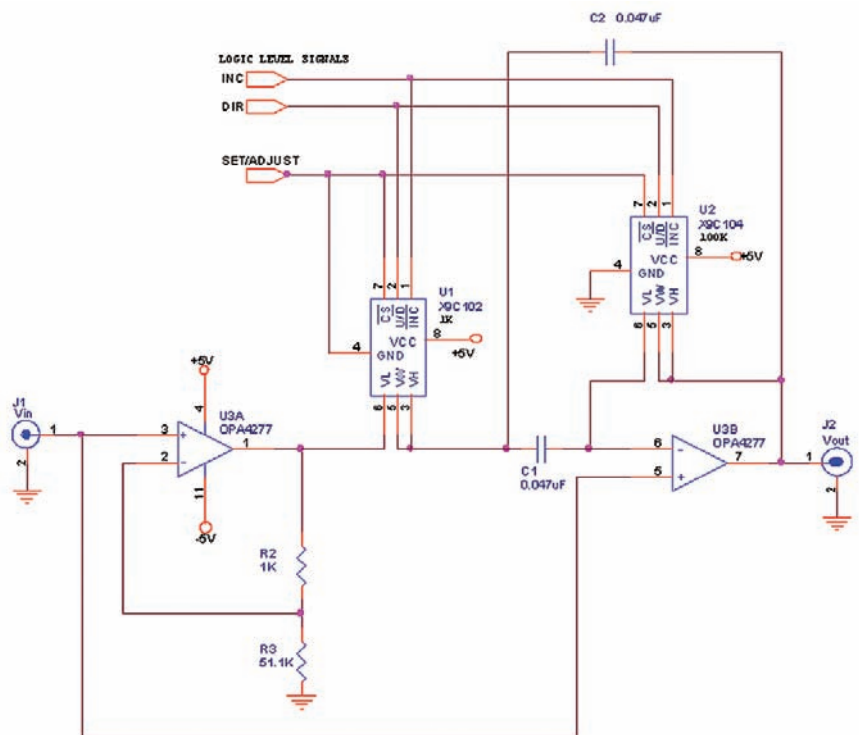 C2 0.047uF
LOGIC LEVEL SIGNALS
INC
DIR
SET/ADJUST
7
2
1
CS
U/D
INC
U2
X9C104
100K
VCC
8
+5V
4
GND
VL
VW
VH
6
5
3
7
2
1
CS
U/D
INC
U1
X9C102
1K
VCC
8
+5V
4
GND
VL
VW
VH
6
5
3
+5V
4
J1
Vin
1
2
3
+
2
-
U3A
OPA4277
1
11
-5V
C1
0.047uF
6
-
5
+
U3B
OPA4277
7
J2
Vout
1
2
R2
1K
R3
51.1K